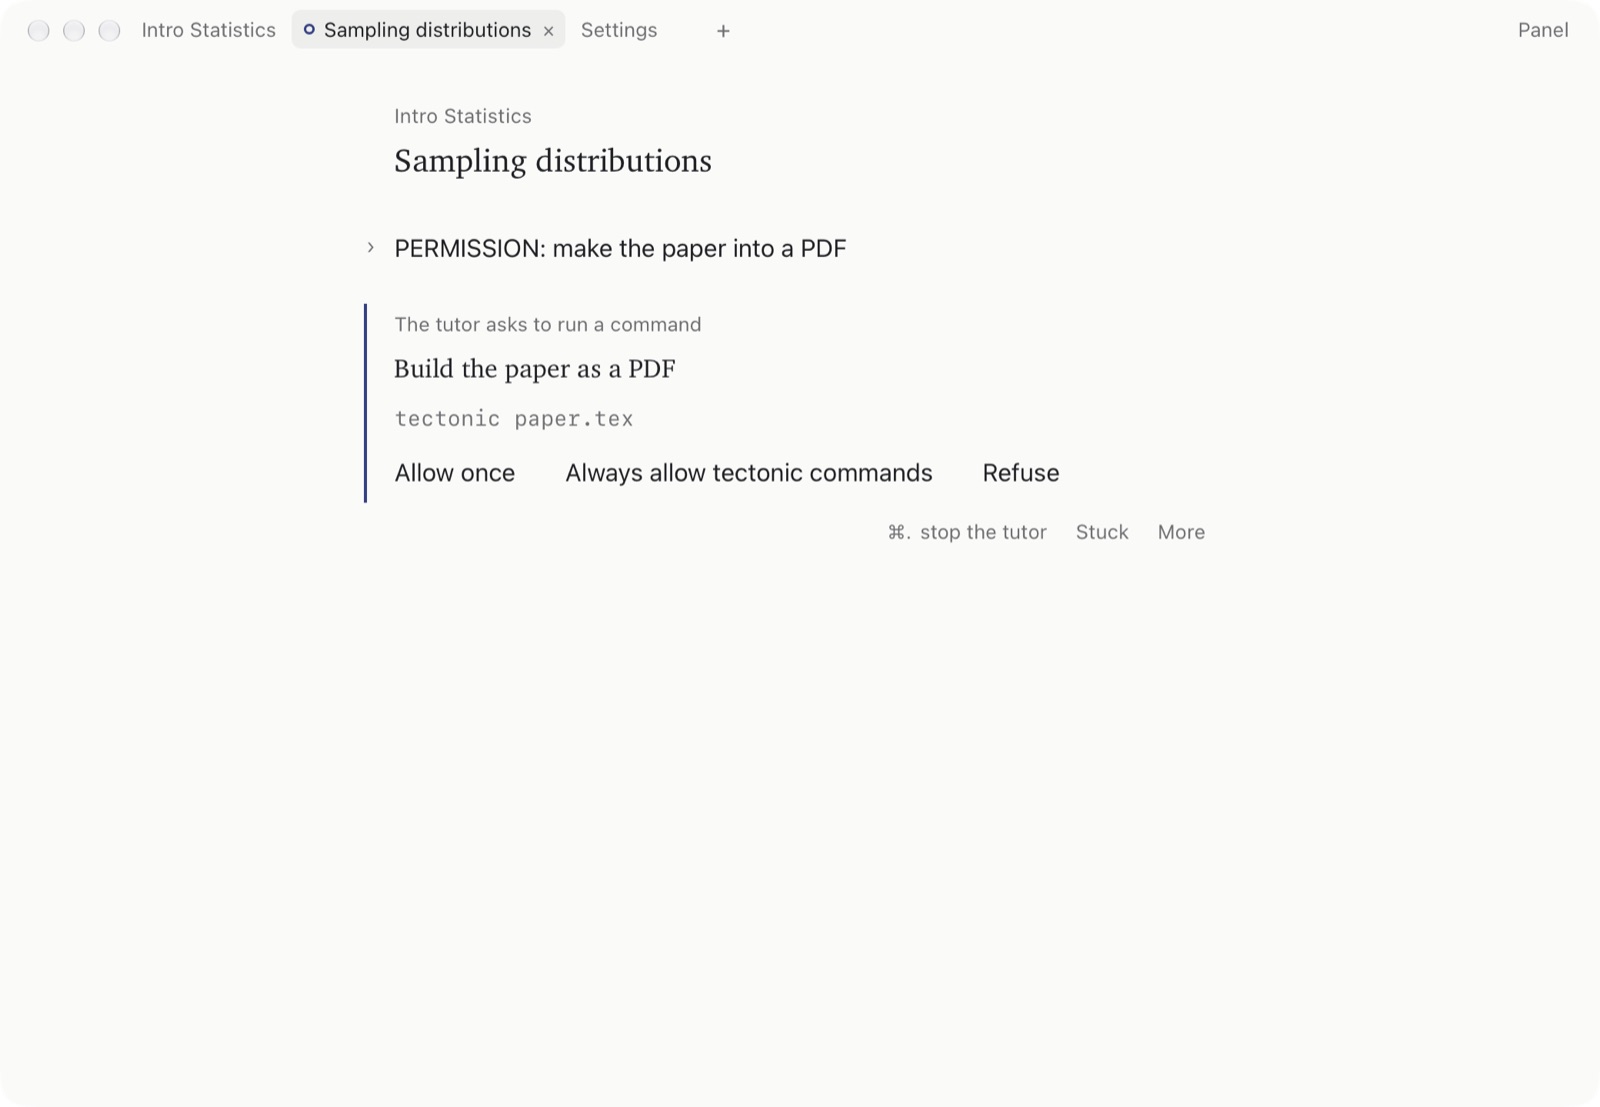 Intro Statistics
Sampling distributions ×
Settings
+
Panel
Intro Statistics
Sampling distributions
› PERMISSION: make the paper into a PDF
The tutor asks to run a command
Build the paper as a PDF
tectonic paper.tex
Allow once Always allow tectonic commands Refuse
⌘. stop the tutor Stuck More